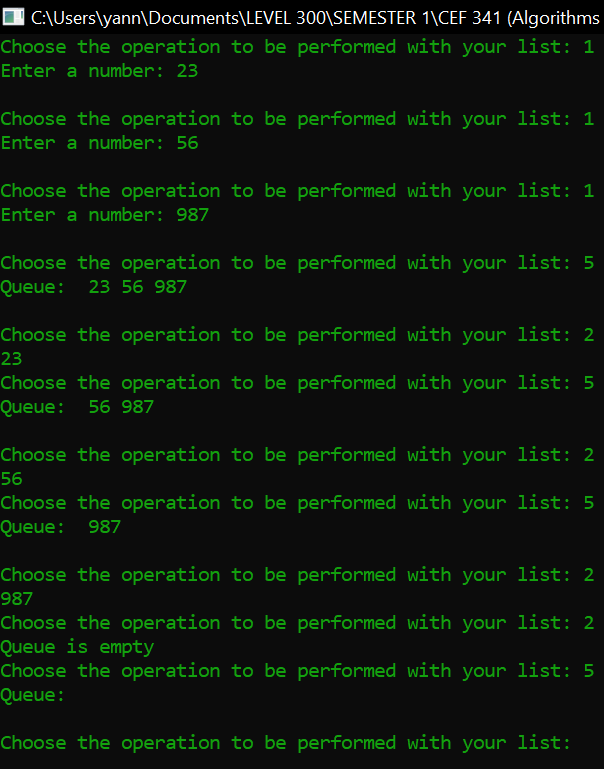 C:\Users\yann\Documents\LEVEL 300\SEMESTER 1\CEF 341 (Algorithms
Choose the operation to be performed with your list: 1
Enter a number: 23
Choose the operation to be performed with your list: 1
Enter a number: 56
Choose the operation to be performed with your list: 1
Enter a number: 987
Choose the operation to be performed with your list: 5
Queue:  23 56 987
Choose the operation to be performed with your list: 2
23
Choose the operation to be performed with your list: 5
Queue:  56 987
Choose the operation to be performed with your list: 2
56
Choose the operation to be performed with your list: 5
Queue:  987
Choose the operation to be performed with your list: 2
987
Choose the operation to be performed with your list: 2
Queue is empty
Choose the operation to be performed with your list: 5
Queue:
Choose the operation to be performed with your list: